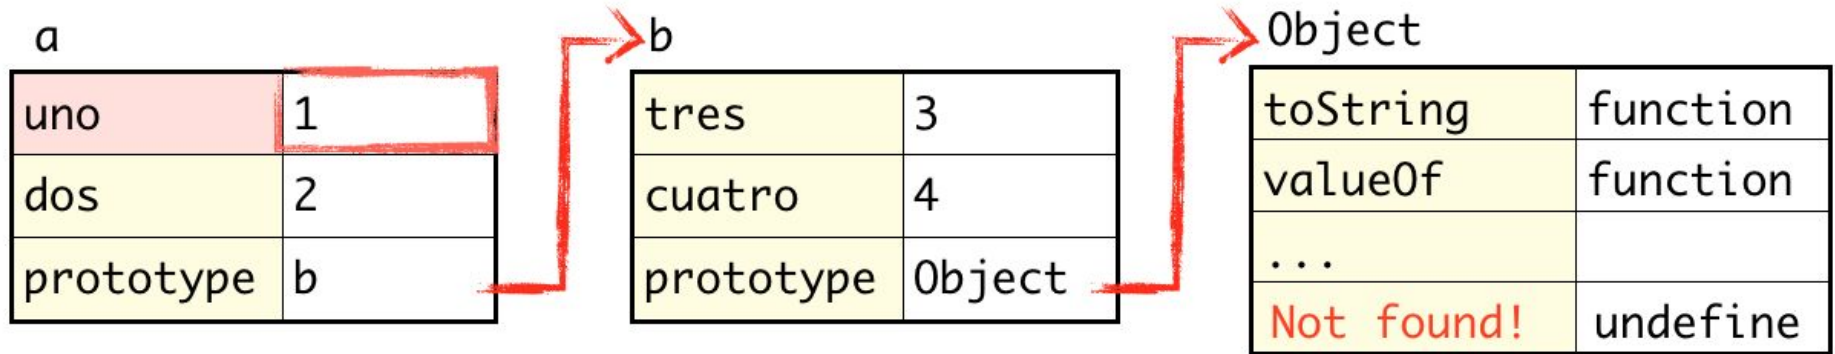 a
uno 1
dos 2
prototype b
b
tres 3
cuatro 4
prototype Object
Object
toString function
valueOf function
...
Not found! undefine